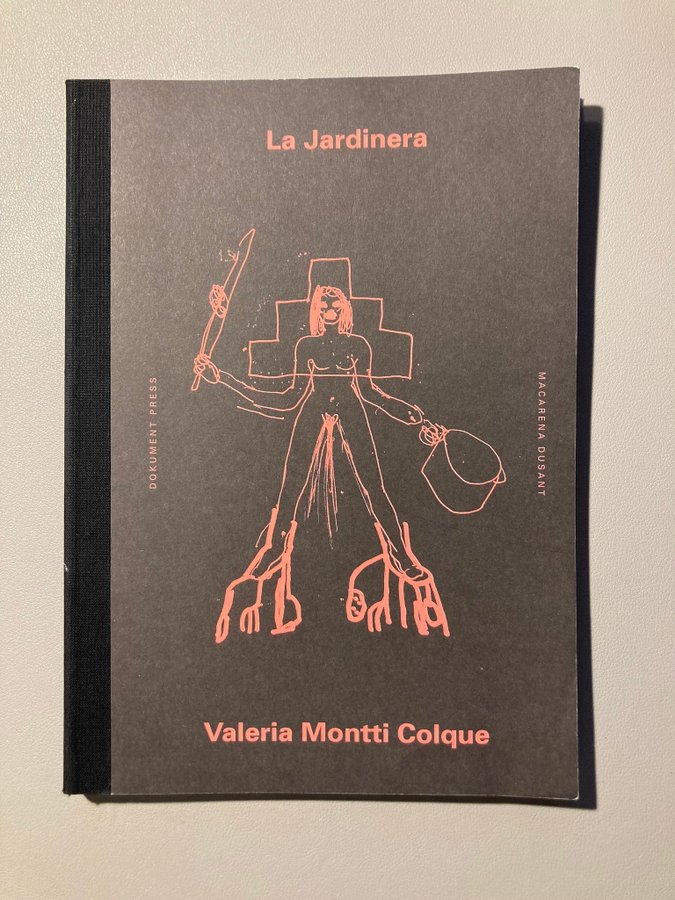 La Jardinera
DOKUMENT PRESS
MACARENA DUSANT
Valeria Montti Colque